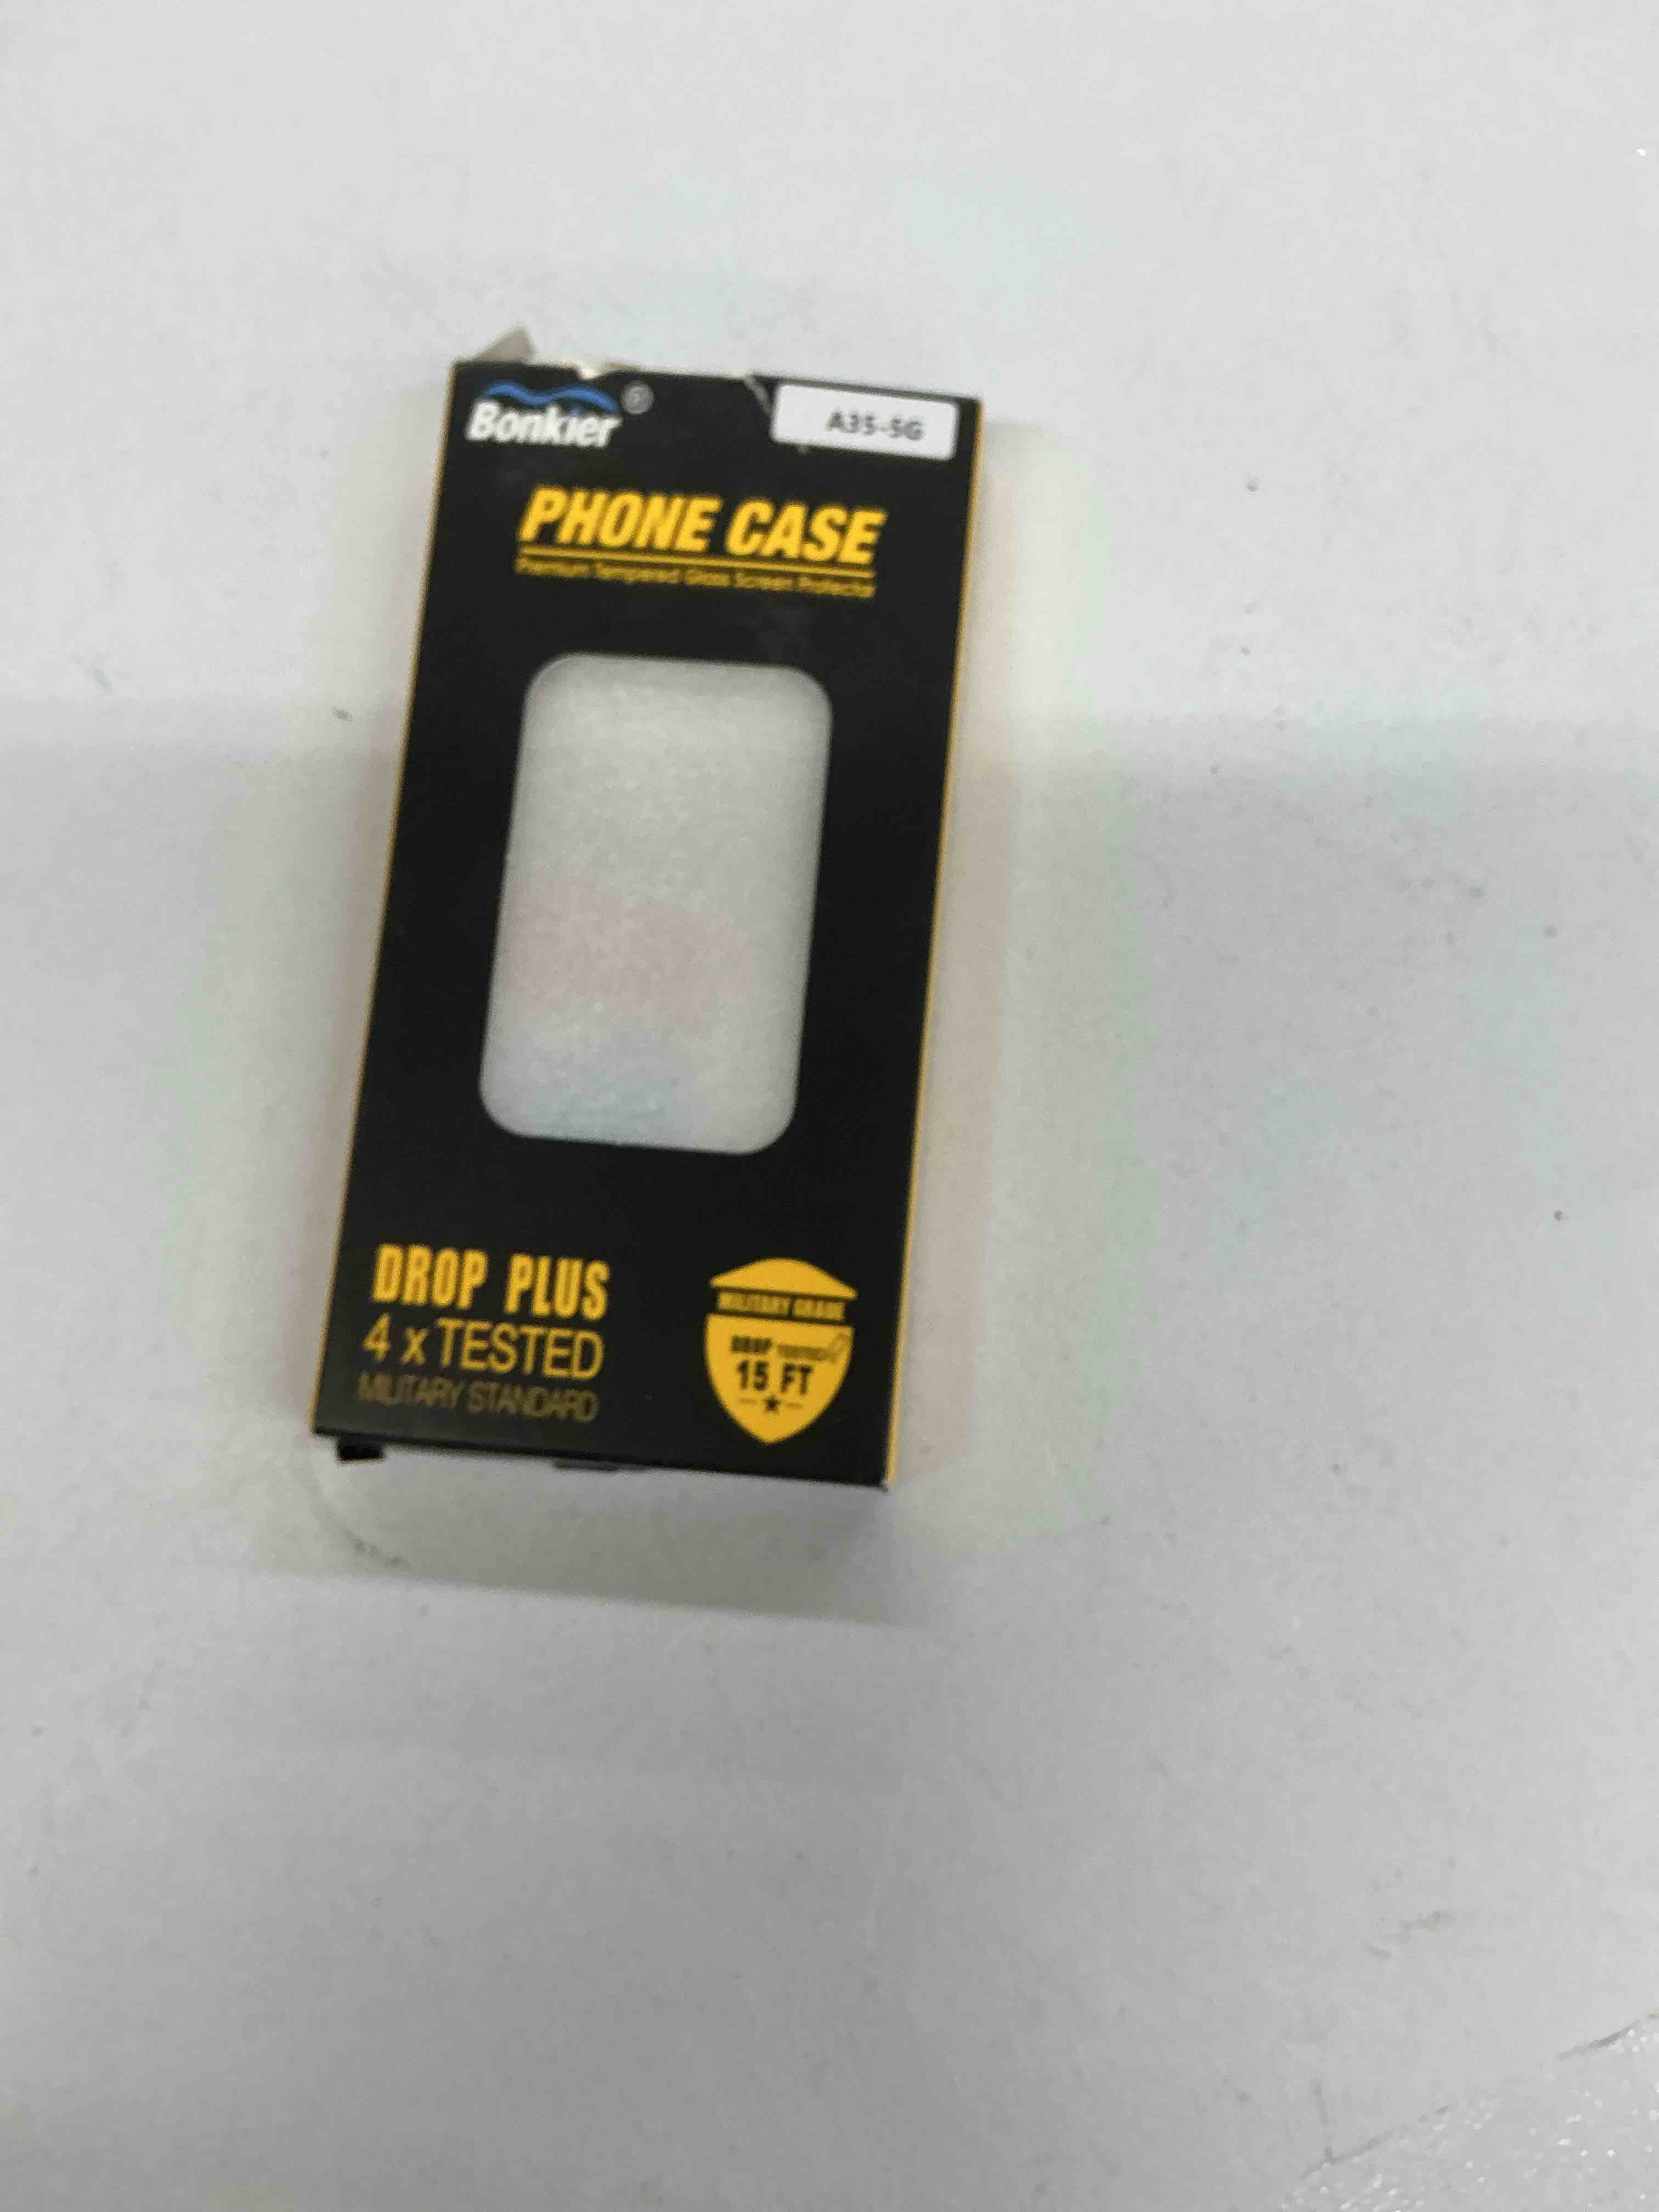 Bonkier ®
A35-5G
PHONE CASE
Premium Tempered Glass Screen Protector
DROP PLUS
4 x TESTED
MILITARY STANDARD
MILITARY GRADE
DROP TESTED
15 FT